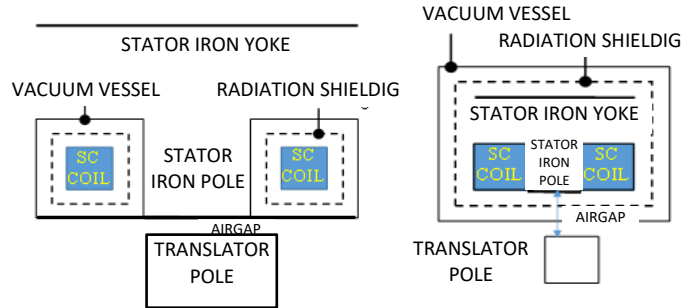 STATOR IRON YOKE
VACUUM VESSEL
RADIATION SHIELDIG
SC
COIL
STATOR
IRON POLE
SC
COIL
AIRGAP
TRANSLATOR
POLE
VACUUM VESSEL
RADIATION SHIELDIG
STATOR IRON YOKE
SC
COIL
STATOR
IRON
POLE
SC
COIL
AIRGAP
TRANSLATOR
POLE